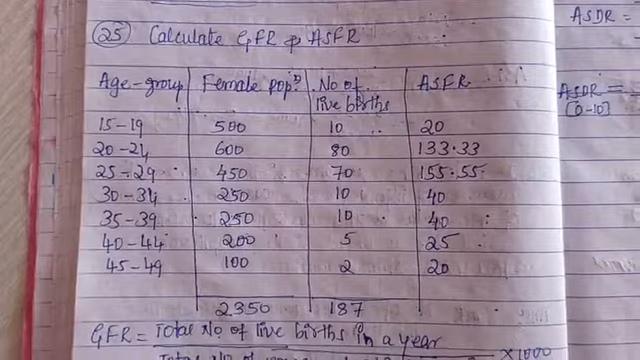 25 Calculate GFR & ASFR
Age-group Female popⁿ No of live births ASFR
15-19 500 10 20
20-24 600 80 133.33
25-29 450 70 155.55
30-34 250 10 40
35-39 250 10 40
40-44 200 5 25
45-49 100 2 20
2350 187
GFR = Total No of live births in a year
x1000
ASDR =
ASDR =
[0-10]